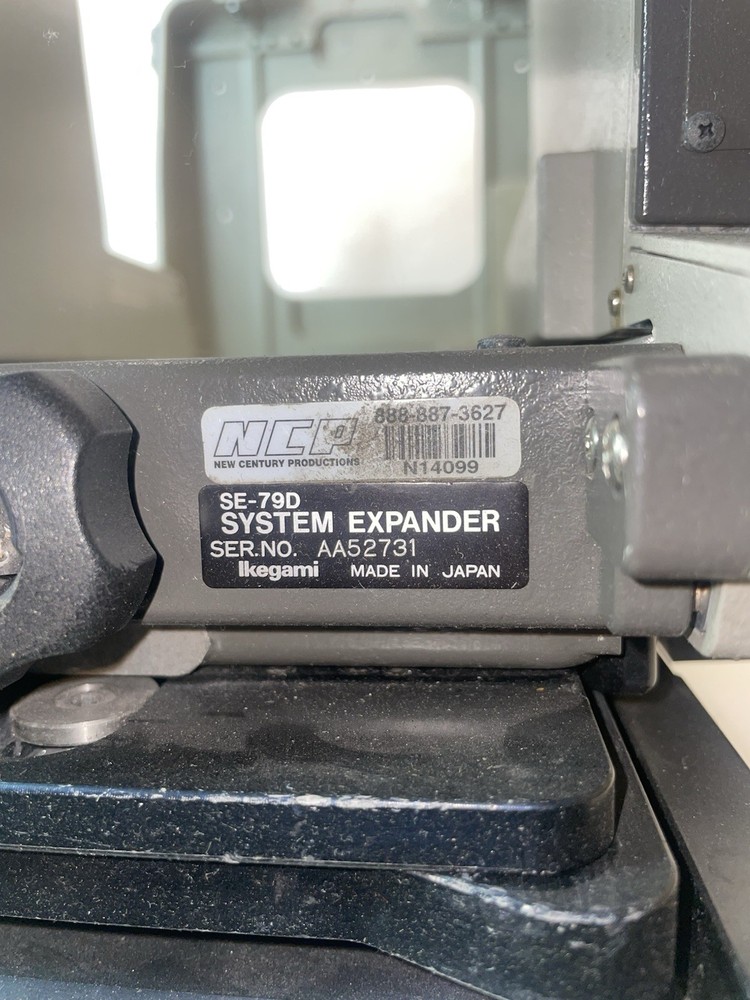 NCP 888-887-3627
NEW CENTURY PRODUCTIONS N14099
SE-79D
SYSTEM EXPANDER
SER.NO. AA52731
Ikegami MADE IN JAPAN